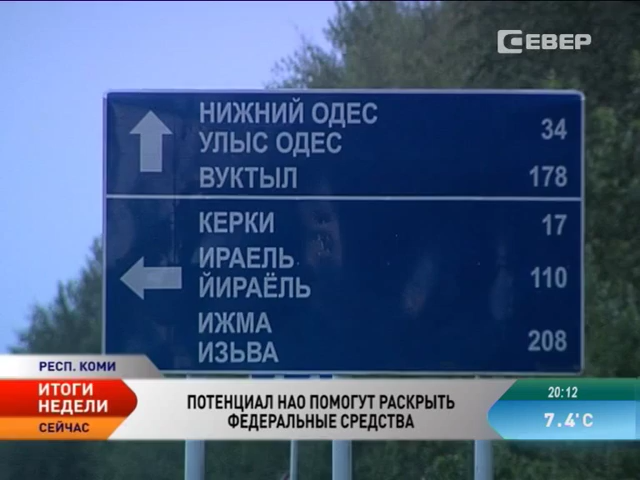 СЕВЕР
НИЖНИЙ ОДЕС
УЛЫС ОДЕС
34
ВУКТЫЛ
178
КЕРКИ
17
ИРАЕЛЬ
ЙИРАЁЛЬ
110
ИЖМА
ИЗЬВА
208
РЕСП. КОМИ
ИТОГИ
НЕДЕЛИ
СЕЙЧАС
ПОТЕНЦИАЛ НАО ПОМОГУТ РАСКРЫТЬ
ФЕДЕРАЛЬНЫЕ СРЕДСТВА
20:12
7.4°C